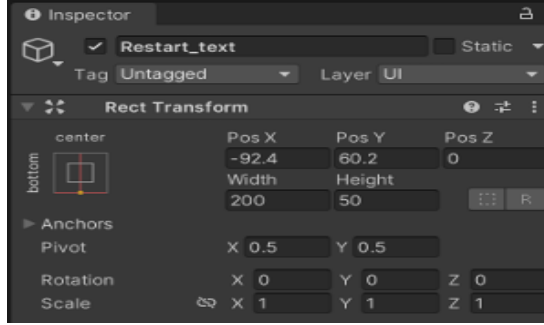 Inspector
Restart_text Static
Tag Untagged Layer UI
Rect Transform
center Pos X Pos Y Pos Z
bottom
-92.4 60.2 0
Width Height
200 50
R
Anchors
Pivot X 0.5 Y 0.5
Rotation X 0 Y 0 Z 0
Scale X 1 Y 1 Z 1